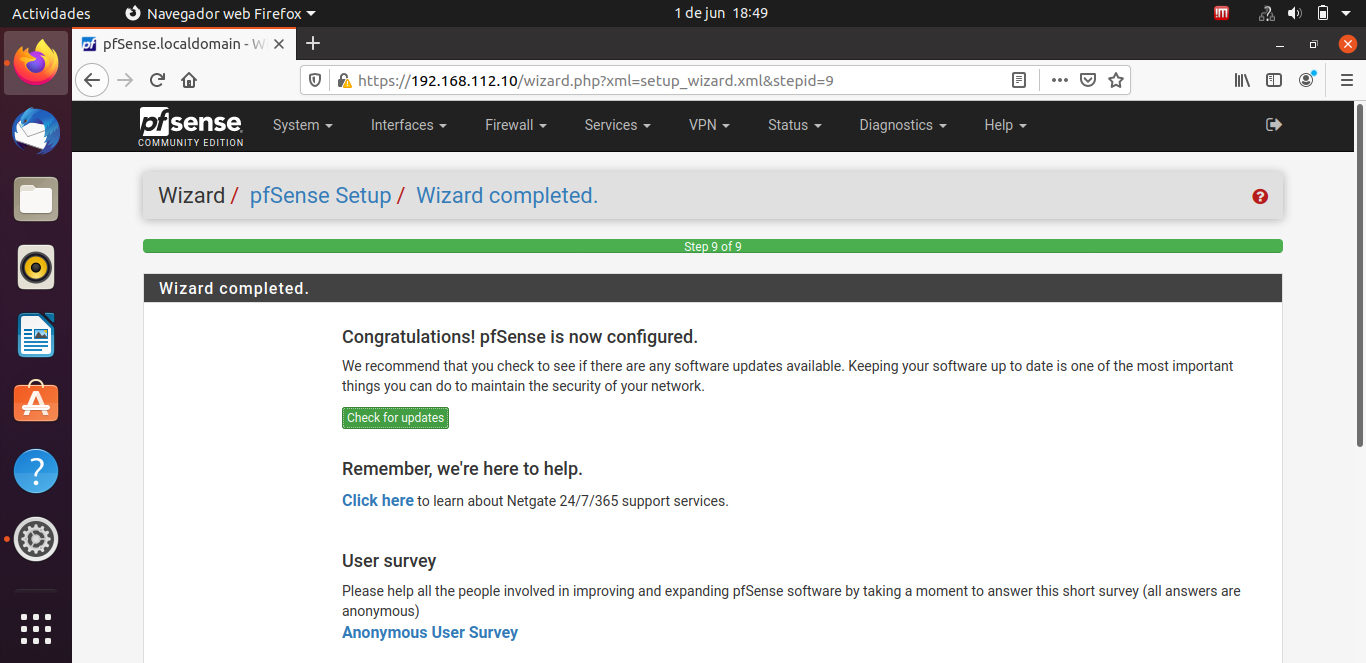 Actividades Navegador web Firefox 1 de jun 18:49
pfSense.localdomain - W
https://192.168.112.10/wizard.php?xml=setup_wizard.xml&stepid=9
pfsense
COMMUNITY EDITION
System Interfaces Firewall Services VPN Status Diagnostics Help
Wizard / pfSense Setup / Wizard completed.
Step 9 of 9
Wizard completed.
Congratulations! pfSense is now configured.
We recommend that you check to see if there are any software updates available. Keeping your software up to date is one of the most important
things you can do to maintain the security of your network.
Check for updates
Remember, we're here to help.
Click here to learn about Netgate 24/7/365 support services.
User survey
Please help all the people involved in improving and expanding pfSense software by taking a moment to answer this short survey (all answers are
anonymous)
Anonymous User Survey